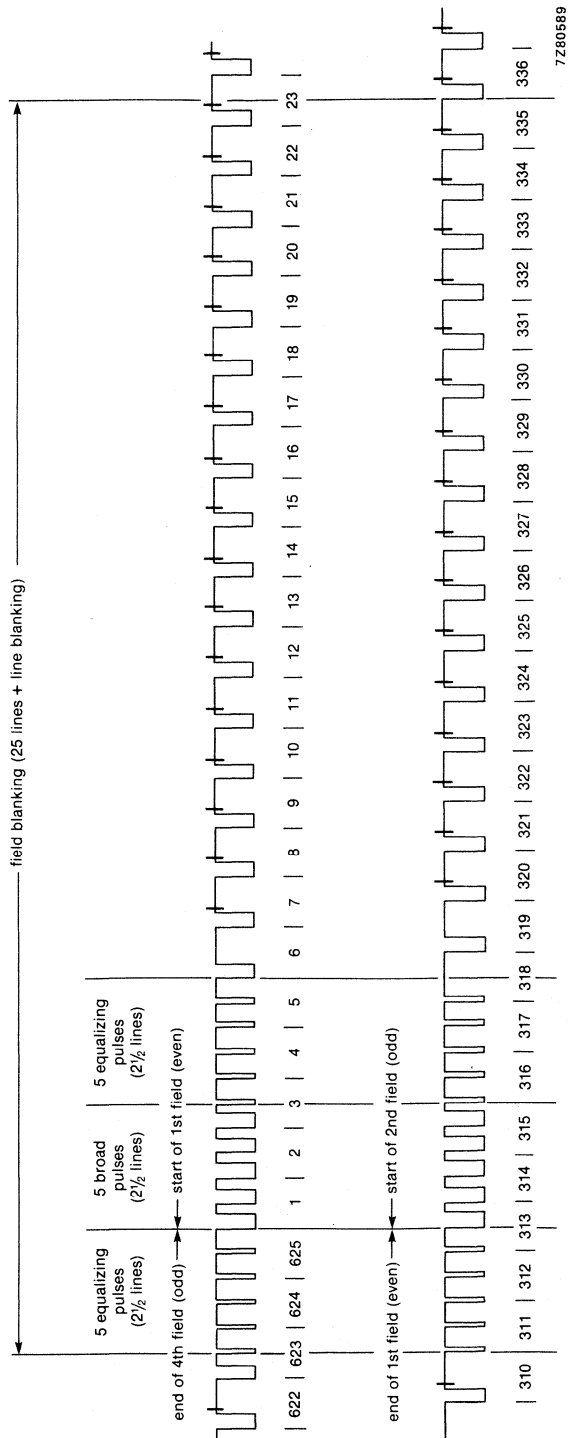 field blanking (25 lines + line blanking)
5 equalizing
pulses
(2½ lines)
5 broad
pulses
(2½ lines)
5 equalizing
pulses
(2½ lines)
end of 4th field (odd)
start of 1st field (even)
622 | 623 | 624 | 625 | 1 | 2 | 3 | 4 | 5 | 6 | 7 | 8 | 9 | 10 | 11 | 12 | 13 | 14 | 15 | 16 | 17 | 18 | 19 | 20 | 21 | 22 | 23 |
end of 1st field (even)
start of 2nd field (odd)
| 310 | 311 | 312 | 313 | 314 | 315 | 316 | 317 | 318 | 319 | 320 | 321 | 322 | 323 | 324 | 325 | 326 | 327 | 328 | 329 | 330 | 331 | 332 | 333 | 334 | 335 | 336 |
7Z80589